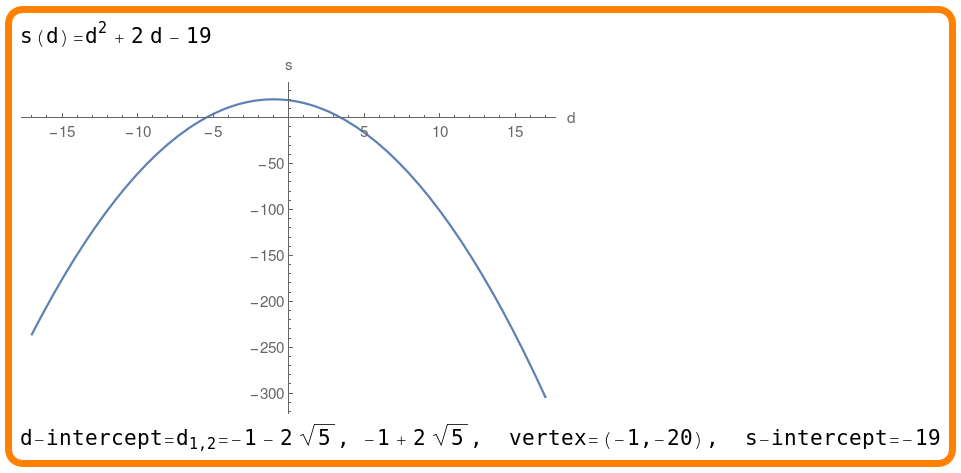 s(d)=d² + 2 d − 19
s
−15 −10 −5 5 10 15 d
−50
−100
−150
−200
−250
−300
d−intercept=d₁,₂=−1 − 2 √5, −1 + 2 √5, vertex=(−1,−20), s−intercept=−19